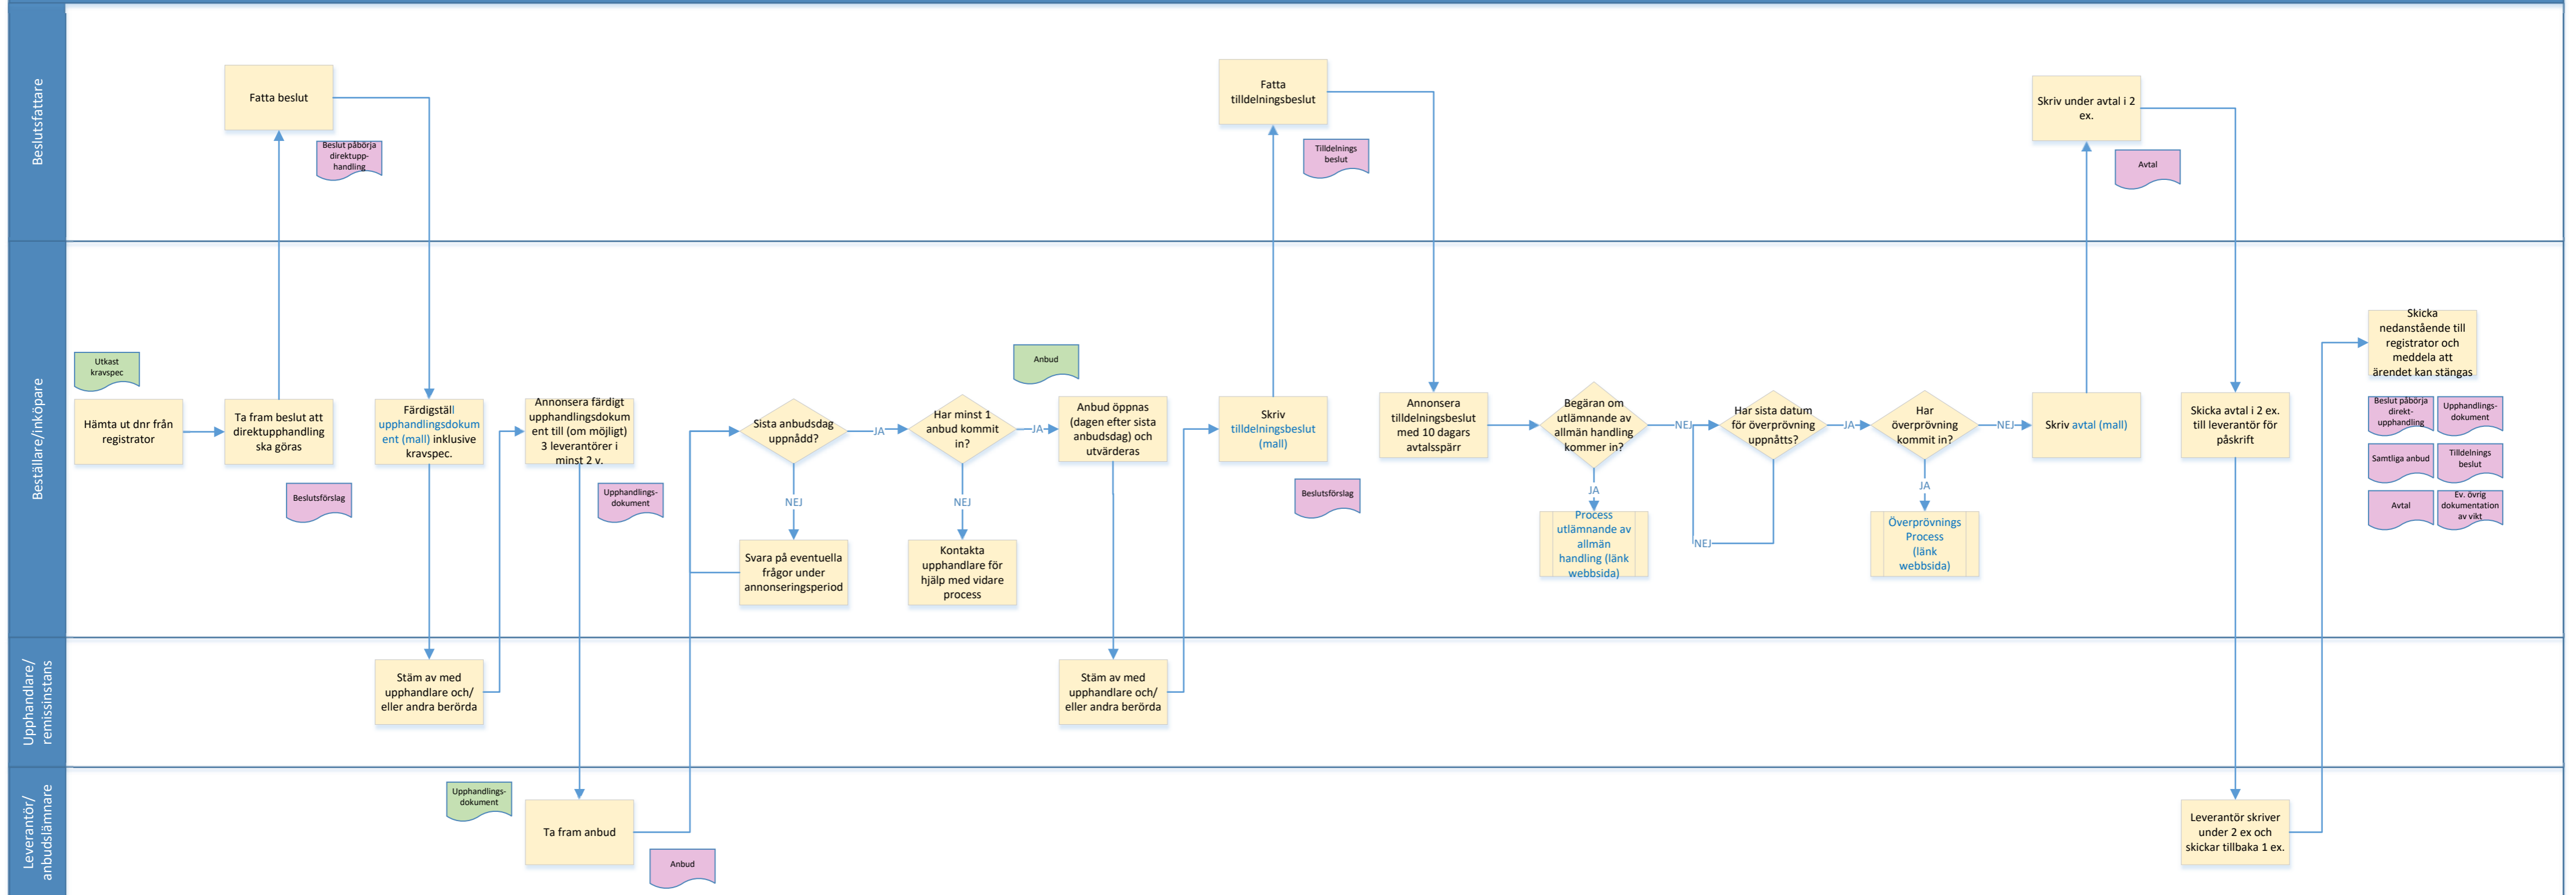 Beslutsfattare
Fatta beslut
Beslut påbörja
direktupp-
handling
Fatta
tilldelningsbeslut
Tilldelnings
beslut
Skriv under avtal i 2
ex.
Avtal
Beställare/inköpare
Utkast
kravspec
Hämta ut dnr från
registrator
Ta fram beslut att
direktupphandling
ska göras
Beslutsförslag
Färdigställ
upphandlingsdokum
ent (mall) inklusive
kravspec.
Annonsera färdigt
upphandlingsdokum
ent till (om möjligt)
3 leverantörer i
minst 2 v.
Upphandlings-
dokument
Sista anbudsdag
uppnådd?
JA
NEJ
Svara på eventuella
frågor under
annonseringsperiod
Har minst 1
anbud kommit
in?
JA
NEJ
Kontakta
upphandlare för
hjälp med vidare
process
Anbud
Anbud öppnas
(dagen efter sista
anbudsdag) och
utvärderas
Skriv
tilldelningsbeslut
(mall)
Beslutsförslag
Annonsera
tilldelningsbeslut
med 10 dagars
avtalsspärr
Begäran om
utlämnande av
allmän handling
kommer in?
NEJ
JA
Process
utlämnande av
allmän
handling (länk
webbsida)
Har sista datum
för överprövning
uppnåtts?
JA
NEJ
Har
överprövning
kommit in?
NEJ
JA
Överprövnings
Process
(länk
webbsida)
Skriv avtal (mall)
Skicka avtal i 2 ex.
till leverantör för
påskrift
Skicka
nedanstående till
registrator och
meddela att
ärendet kan stängas
Beslut påbörja
direkt-
upphandling
Upphandlings-
dokument
Samtliga anbud
Tilldelnings
beslut
Avtal
Ev. övrig
dokumentation
av vikt
Upphandlare/
remissinstans
Stäm av med
upphandlare och/
eller andra berörda
Stäm av med
upphandlare och/
eller andra berörda
Leverantör/
anbudslämnare
Upphandlings-
dokument
Ta fram anbud
Anbud
Leverantör skriver
under 2 ex och
skickar tillbaka 1 ex.